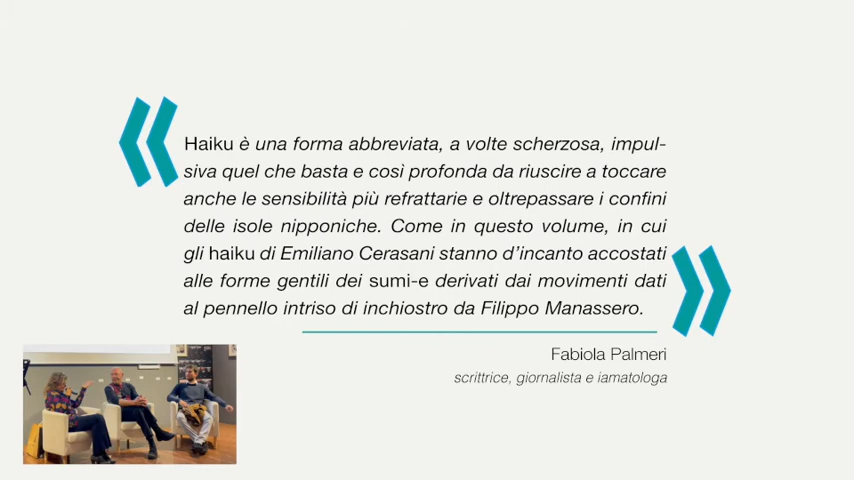 Haiku è una forma abbreviata, a volte scherzosa, impul-
siva quel che basta e così profonda da riuscire a toccare
anche le sensibilità più refrattarie e oltrepassare i confini
delle isole nipponiche. Come in questo volume, in cui
gli haiku di Emiliano Cerasani stanno d’incanto accostati
alle forme gentili dei sumi-e derivati dai movimenti dati
al pennello intriso di inchiostro da Filippo Manassero.
Fabiola Palmeri
scrittrice, giornalista e iamatologa